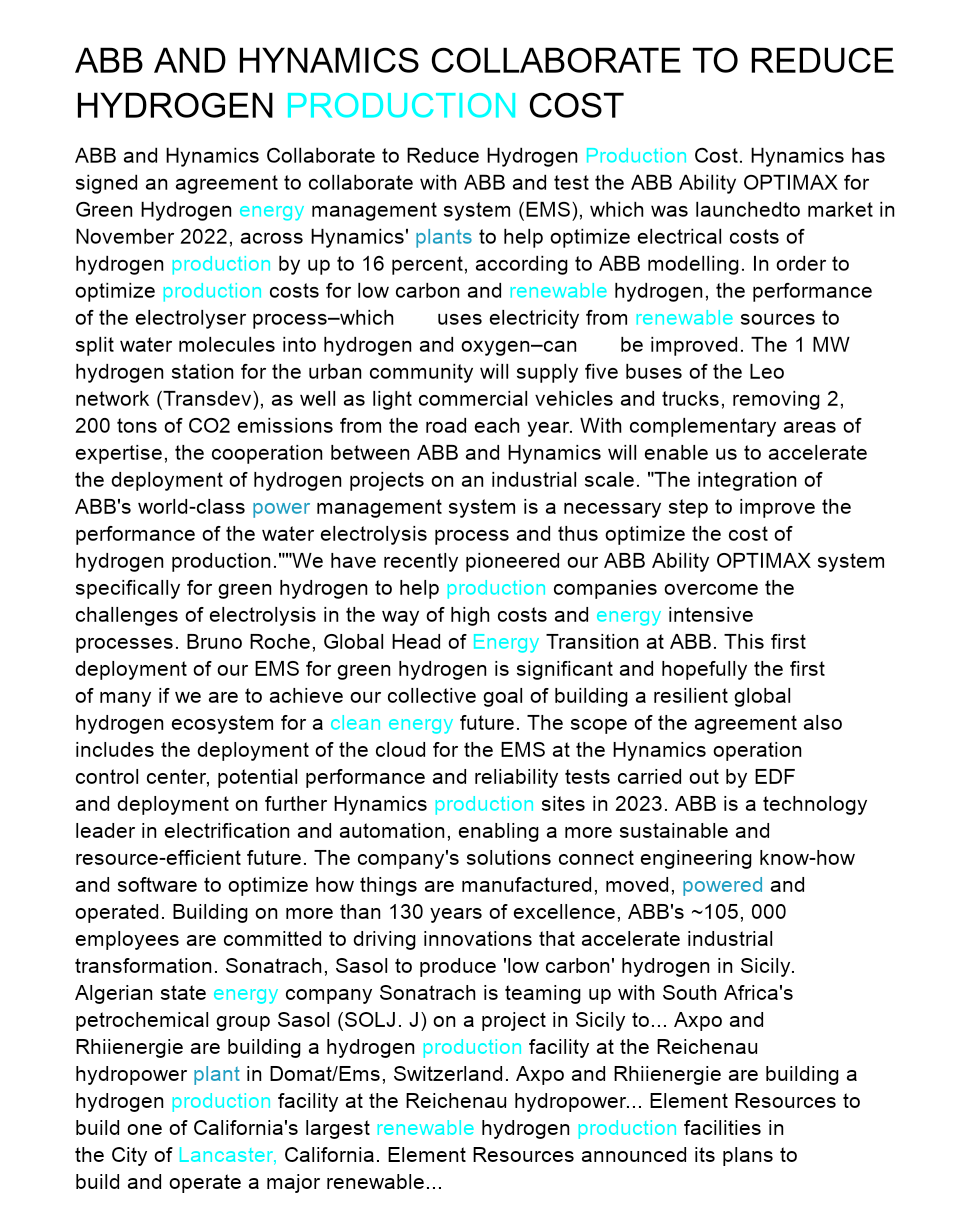 ABB AND HYNAMICS COLLABORATE TO REDUCE
HYDROGEN PRODUCTION COST
ABB and Hynamics Collaborate to Reduce Hydrogen Production Cost. Hynamics has
signed an agreement to collaborate with ABB and test the ABB Ability OPTIMAX for
Green Hydrogen energy management system (EMS), which was launchedto market in
November 2022, across Hynamics' plants to help optimize electrical costs of
hydrogen production by up to 16 percent, according to ABB modelling. In order to
optimize production costs for low carbon and renewable hydrogen, the performance
of the electrolyser process–which uses electricity from renewable sources to
split water molecules into hydrogen and oxygen–can be improved. The 1 MW
hydrogen station for the urban community will supply five buses of the Leo
network (Transdev), as well as light commercial vehicles and trucks, removing 2,
200 tons of CO2 emissions from the road each year. With complementary areas of
expertise, the cooperation between ABB and Hynamics will enable us to accelerate
the deployment of hydrogen projects on an industrial scale. "The integration of
ABB's world-class power management system is a necessary step to improve the
performance of the water electrolysis process and thus optimize the cost of
hydrogen production.""We have recently pioneered our ABB Ability OPTIMAX system
specifically for green hydrogen to help production companies overcome the
challenges of electrolysis in the way of high costs and energy intensive
processes. Bruno Roche, Global Head of Energy Transition at ABB. This first
deployment of our EMS for green hydrogen is significant and hopefully the first
of many if we are to achieve our collective goal of building a resilient global
hydrogen ecosystem for a clean energy future. The scope of the agreement also
includes the deployment of the cloud for the EMS at the Hynamics operation
control center, potential performance and reliability tests carried out by EDF
and deployment on further Hynamics production sites in 2023. ABB is a technology
leader in electrification and automation, enabling a more sustainable and
resource-efficient future. The company's solutions connect engineering know-how
and software to optimize how things are manufactured, moved, powered and
operated. Building on more than 130 years of excellence, ABB's ~105, 000
employees are committed to driving innovations that accelerate industrial
transformation. Sonatrach, Sasol to produce 'low carbon' hydrogen in Sicily.
Algerian state energy company Sonatrach is teaming up with South Africa's
petrochemical group Sasol (SOLJ. J) on a project in Sicily to... Axpo and
Rhiienergie are building a hydrogen production facility at the Reichenau
hydropower plant in Domat/Ems, Switzerland. Axpo and Rhiienergie are building a
hydrogen production facility at the Reichenau hydropower... Element Resources to
build one of California's largest renewable hydrogen production facilities in
the City of Lancaster, California. Element Resources announced its plans to
build and operate a major renewable...